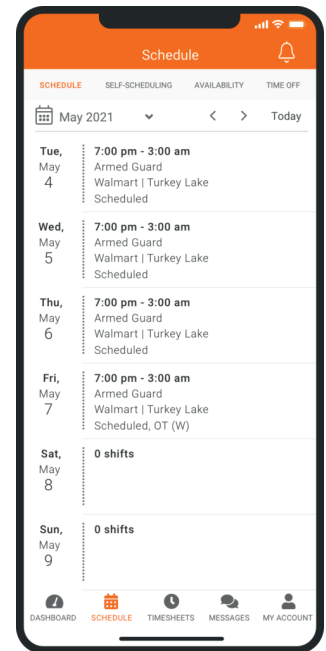 Schedule
SCHEDULE SELF-SCHEDULING AVAILABILITY TIME OFF
May 2021 Today
Tue,
May
4
7:00 pm - 3:00 am
Armed Guard
Walmart | Turkey Lake
Scheduled
Wed,
May
5
7:00 pm - 3:00 am
Armed Guard
Walmart | Turkey Lake
Scheduled
Thu,
May
6
7:00 pm - 3:00 am
Armed Guard
Walmart | Turkey Lake
Scheduled
Fri,
May
7
7:00 pm - 3:00 am
Armed Guard
Walmart | Turkey Lake
Scheduled, OT (W)
Sat,
May
8
0 shifts
Sun,
May
9
0 shifts
DASHBOARD SCHEDULE TIMESHEETS MESSAGES MY ACCOUNT